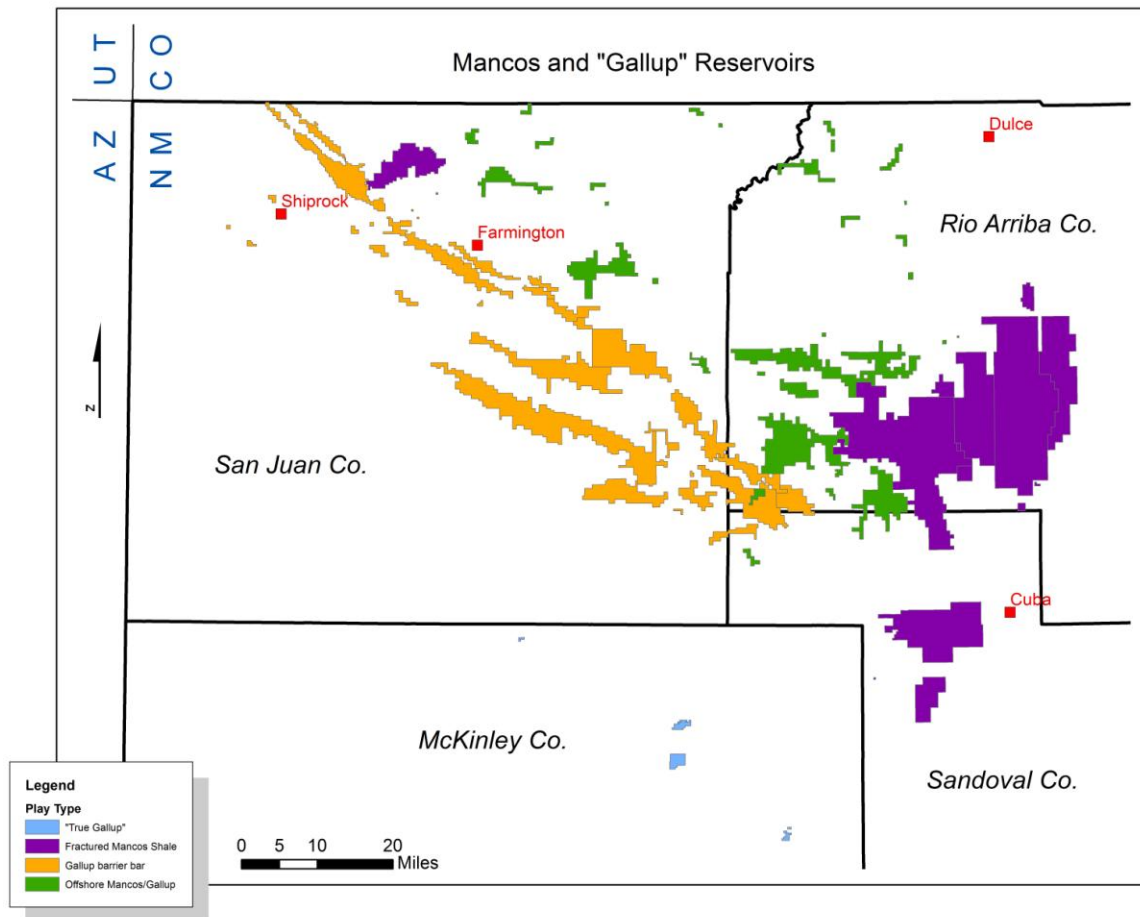 Mancos and "Gallup" Reservoirs
UT
CO
AZ
NM
Dulce
Shiprock
Rio Arriba Co.
Farmington
N
San Juan Co.
Cuba
McKinley Co.
Sandoval Co.
Legend
Play Type
"True Gallup"
Fractured Mancos Shale
Gallup barrier bar
Offshore Mancos/Gallup
0 5 10 20
Miles